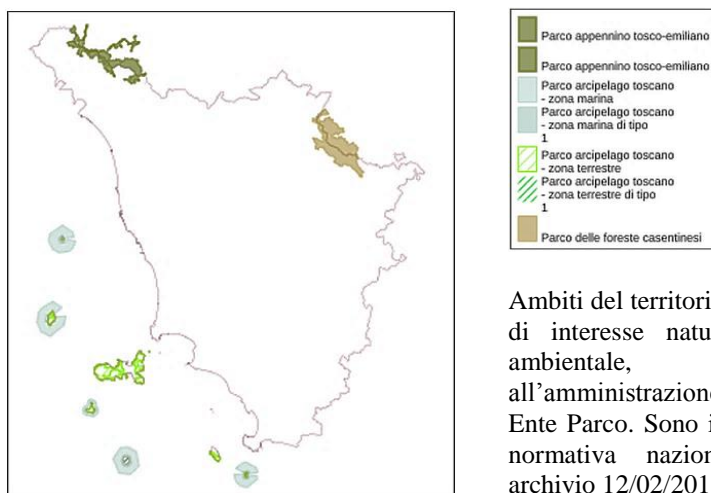 Parco appennino tosco-emiliano
Parco appennino tosco-emiliano
Parco arcipelago toscano
- zona marina
Parco arcipelago toscano
- zona marina di tipo
1
Parco arcipelago toscano
- zona terrestre
Parco arcipelago toscano
- zona terrestre di tipo
1
Parco delle foreste casentinesi
Ambiti del territori
di interesse natu
ambientale,
all’amministrazione
Ente Parco. Sono i
normativa nazion
archivio 12/02/201